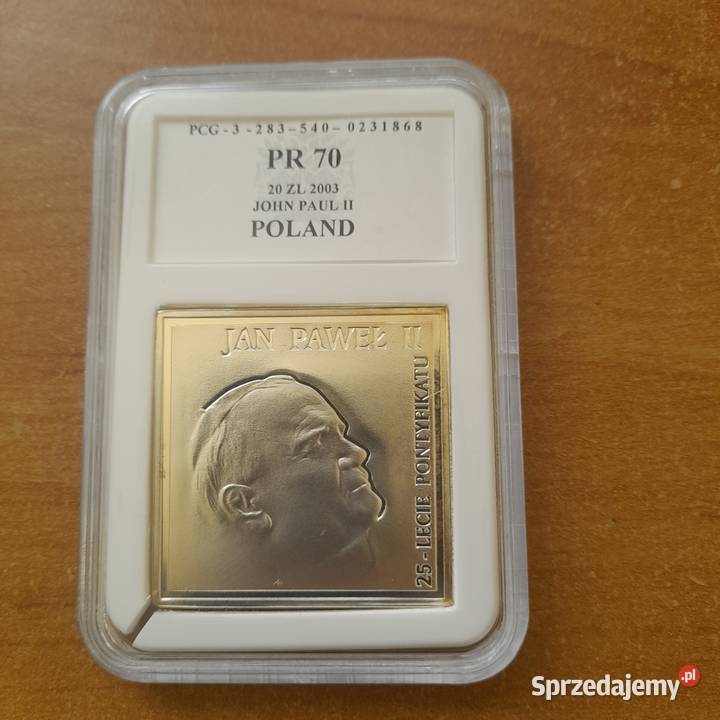 PCG-3-283-540-0231868
PR 70
20 ZL 2003
JOHN PAUL II
POLAND
JAN PAWEŁ II
25-LECIE PONTYFIKATU
Sprzedajemy.pl